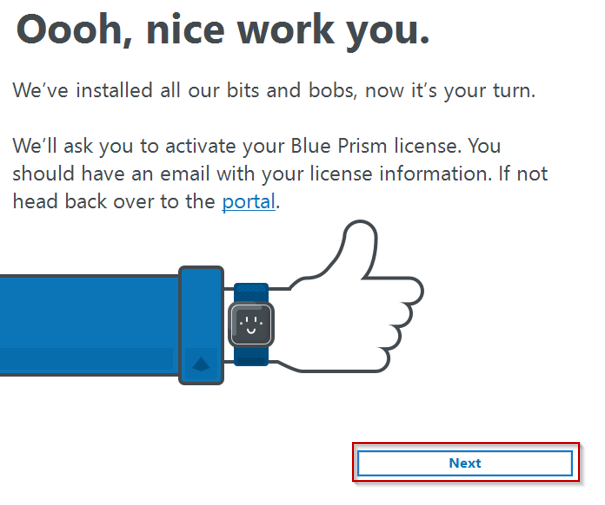 Oooh, nice work you.
We’ve installed all our bits and bobs, now it’s your turn.
We’ll ask you to activate your Blue Prism license. You
should have an email with your license information. If not
head back over to the portal.
Next